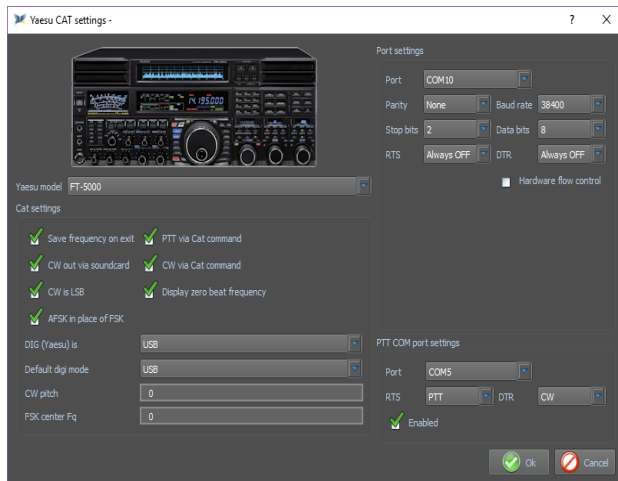 Yaesu CAT settings -
? X
14,195.000
Yaesu model FT-5000
Cat settings
Save frequency on exit PTT via Cat command
CW out via soundcard CW via Cat command
CW is LSB Display zero beat frequency
AFSK in place of FSK
DIG (Yaesu) is USB
Default digi mode USB
CW pitch 0
FSK center Fq 0
Port settings
Port COM10
Parity None Baud rate 38400
Stop bits 2 Data bits 8
RTS Always OFF DTR Always OFF
Hardware flow control
PTT COM port settings
Port COM5
RTS PTT DTR CW
Enabled
Ok Cancel